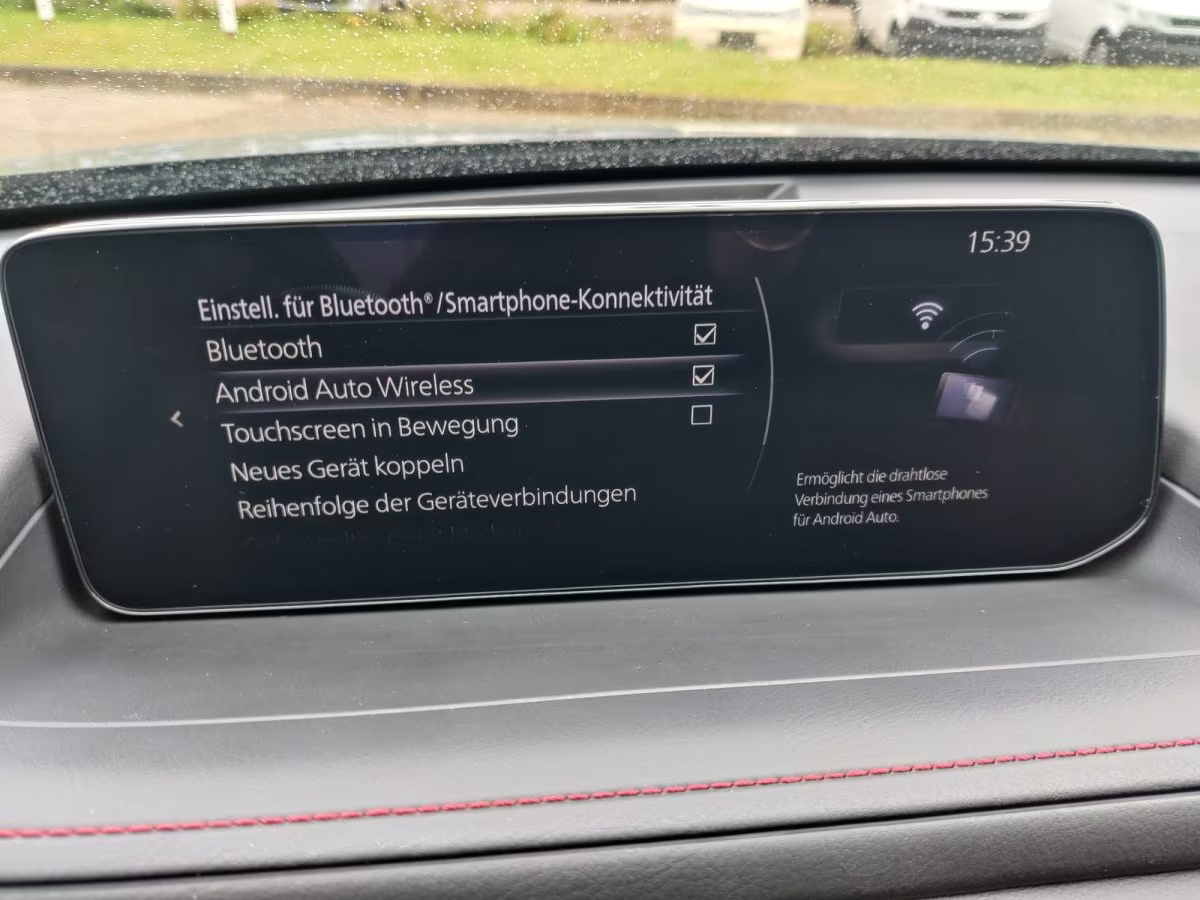 15:39
Einstell. für Bluetooth®/Smartphone-Konnektivität
Bluetooth
Android Auto Wireless
Touchscreen in Bewegung
Neues Gerät koppeln
Reihenfolge der Geräteverbindungen
Ermöglicht die drahtlose
Verbindung eines Smartphones
für Android Auto.